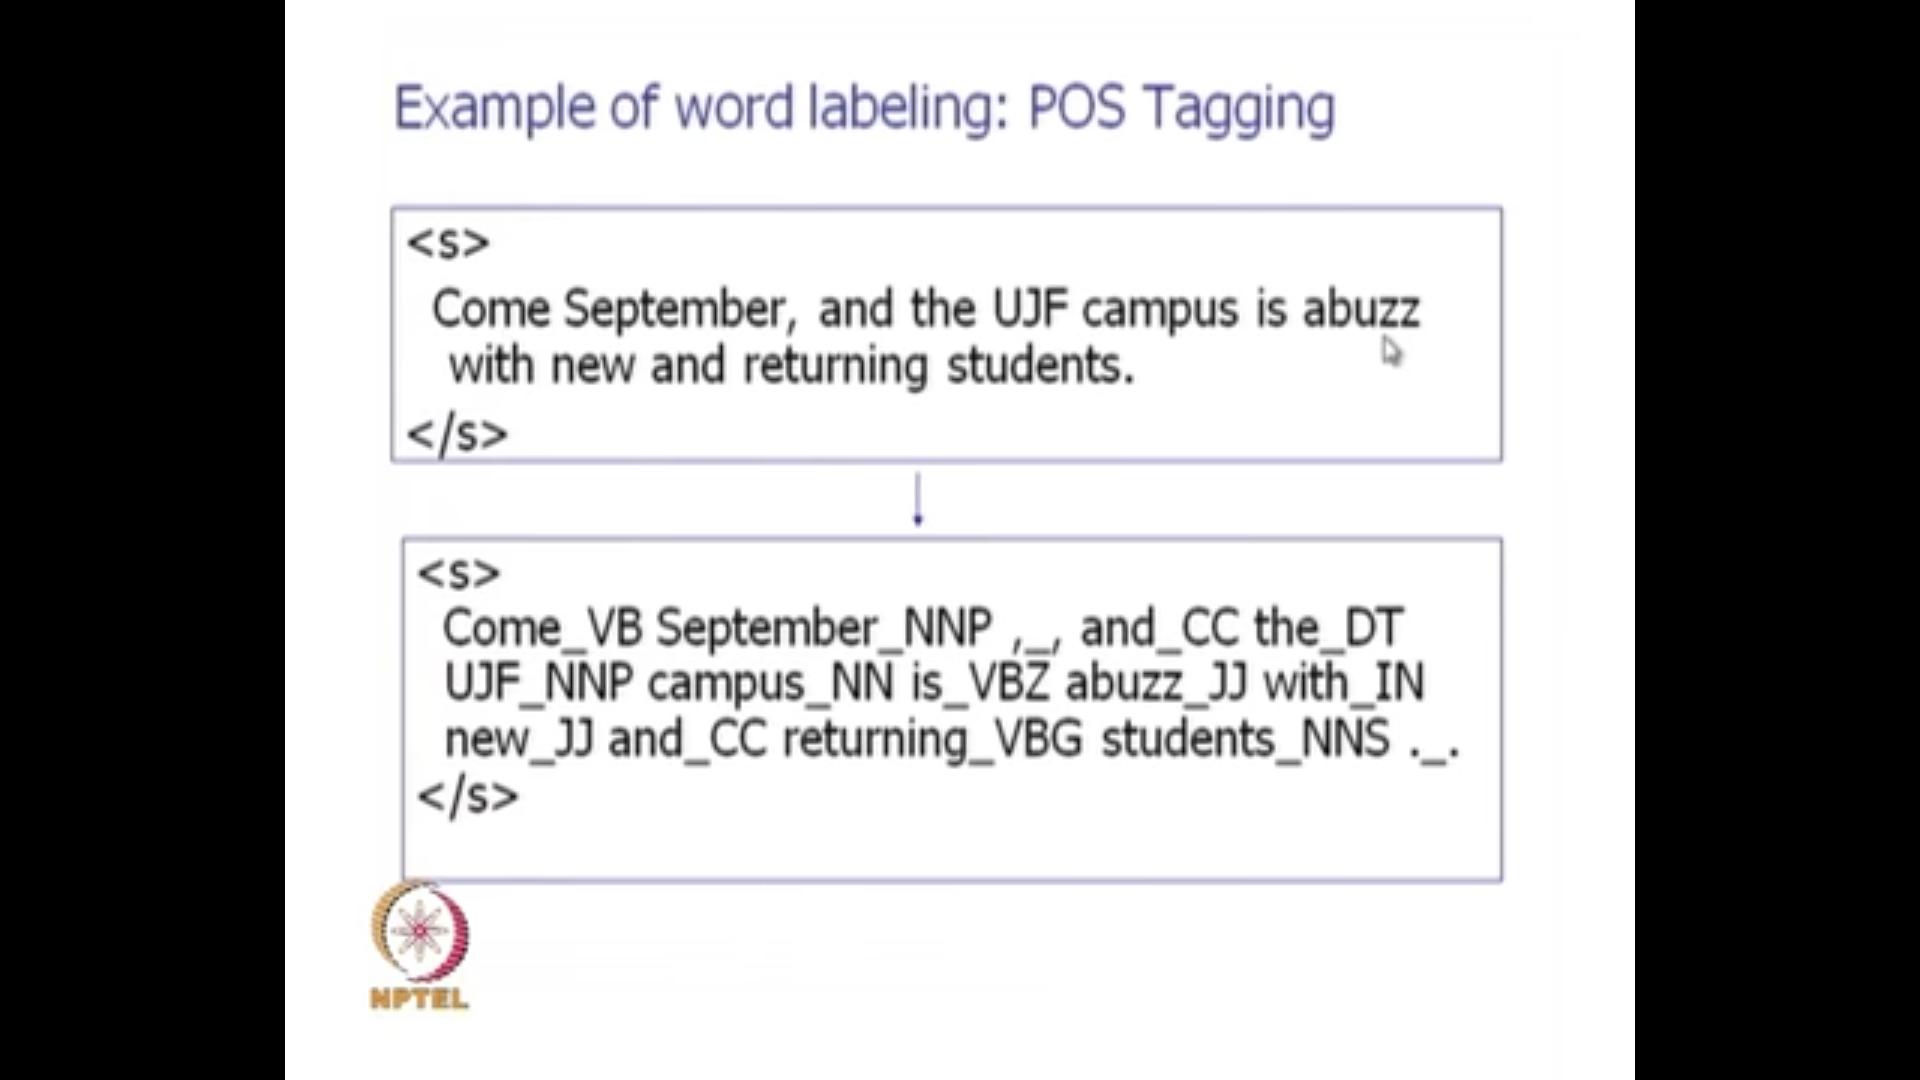 Example of word labeling: POS Tagging
<s>
Come September, and the UJF campus is abuzz
with new and returning students.
</s>
<s>
Come_VB September_NNP ,_, and_CC the_DT
UJF_NNP campus_NN is_VBZ abuzz_JJ with_IN
new_JJ and_CC returning_VBG students_NNS ._.
</s>
NPTEL